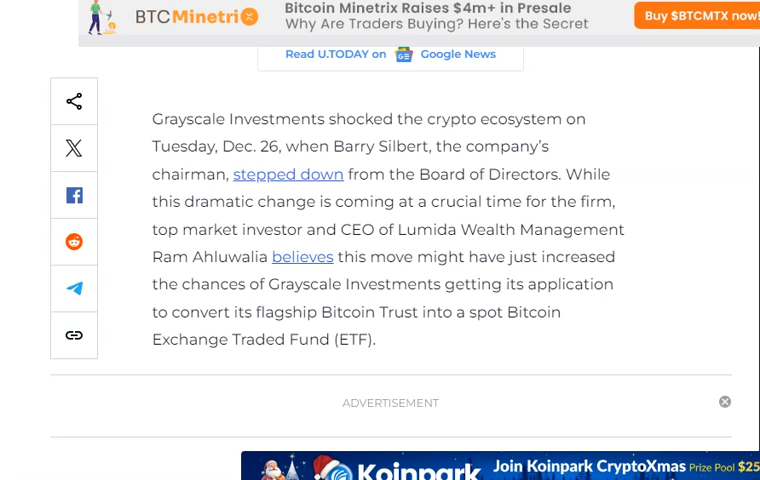 BTCMinetrix
Bitcoin Minetrix Raises $4m+ in Presale
Why Are Traders Buying? Here's the Secret
Buy $BTCMTX now!
Read U.TODAY on Google News
Grayscale Investments shocked the crypto ecosystem on
Tuesday, Dec. 26, when Barry Silbert, the company's
chairman, stepped down from the Board of Directors. While
this dramatic change is coming at a crucial time for the firm,
top market investor and CEO of Lumida Wealth Management
Ram Ahluwalia believes this move might have just increased
the chances of Grayscale Investments getting its application
to convert its flagship Bitcoin Trust into a spot Bitcoin
Exchange Traded Fund (ETF).
ADVERTISEMENT
Koinpark
Join Koinpark CryptoXmas Prize Pool $25